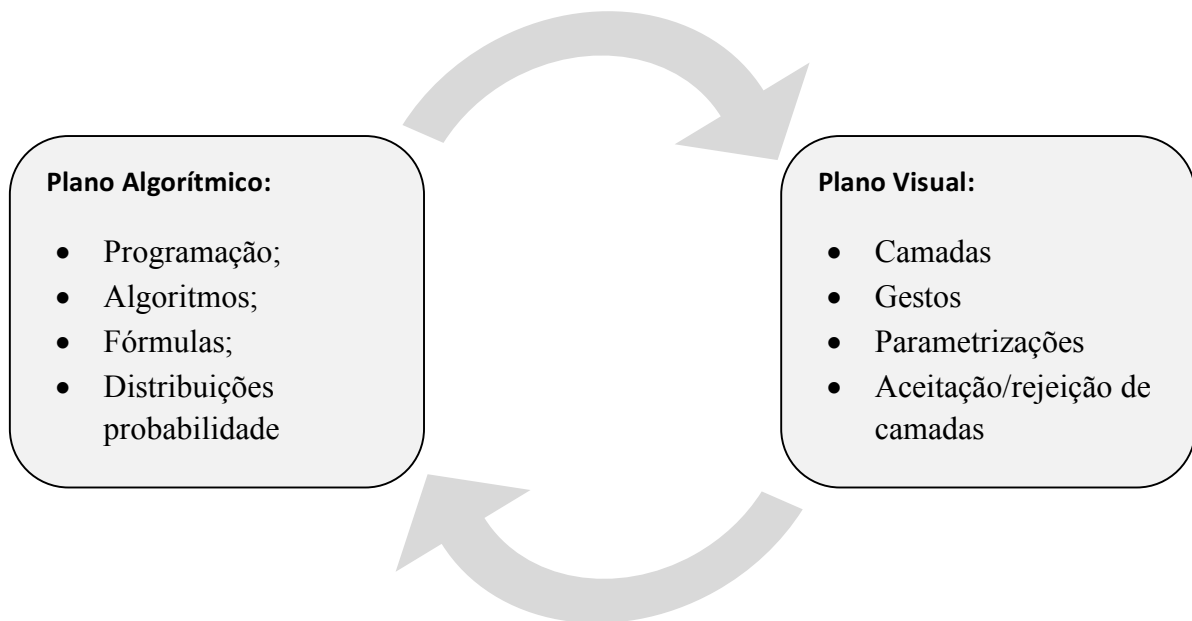 Plano Algorítmico:
• Programação;
• Algoritmos;
• Fórmulas;
• Distribuições
probabilidade
Plano Visual:
• Camadas
• Gestos
• Parametrizações
• Aceitação/rejeição de
camadas